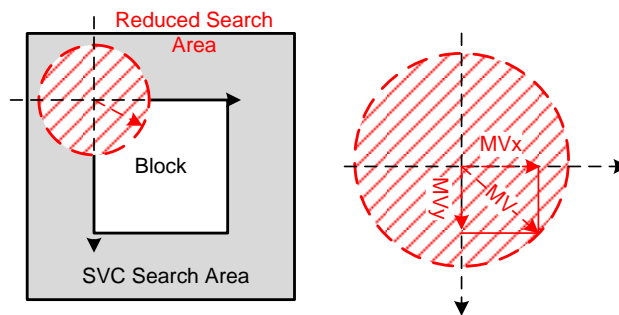 Reduced Search
Area
Block
SVC Search Area
MVx
MVy
MV